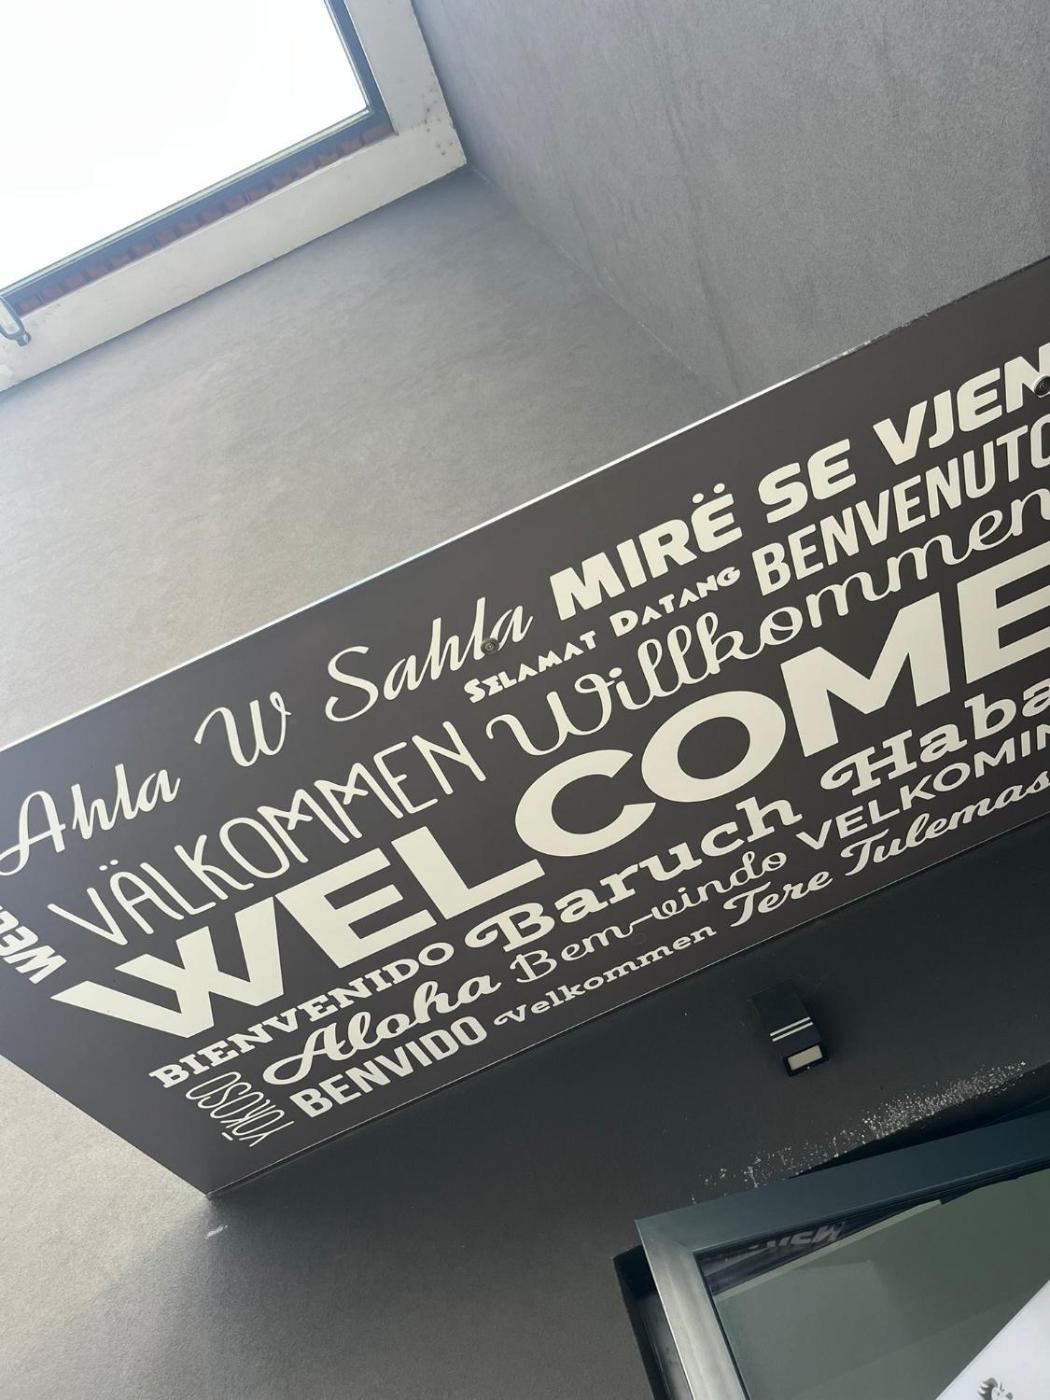 Ahla W Sahla
MIRË SE VJEN
SELAMAT DATANG
BENVENUTO
VÄLKOMMEN
Willkommen
WELCOME
BIENVENIDO
Baruch Haba
Aloha
Bem-vindo
VELKOMIN
YŌKOSO
BENVIDO
Velkommen
Tere Tulemas